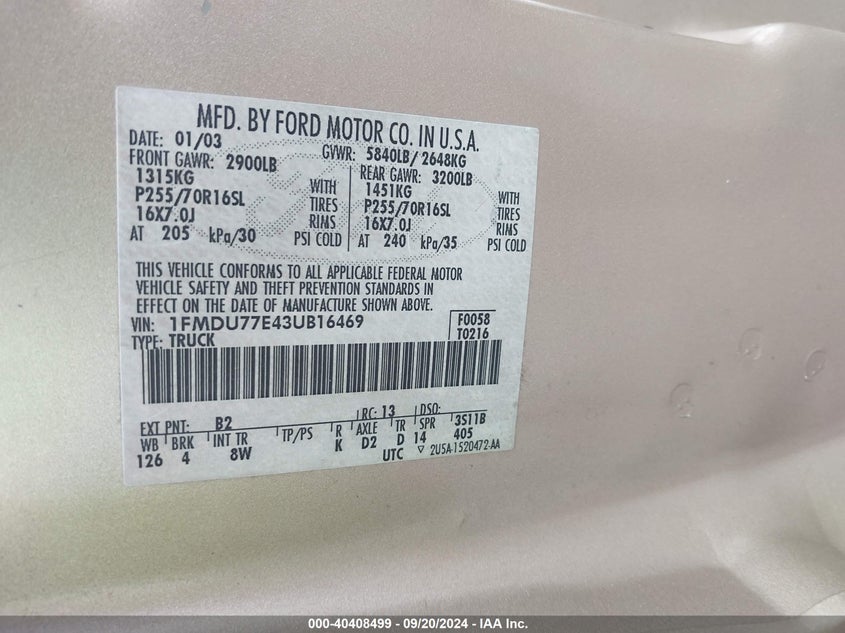 MFD. BY FORD MOTOR CO. IN U.S.A.
DATE: 01/03 GVWR: 5840LB/ 2648KG
FRONT GAWR: 2900LB REAR GAWR: 3200LB
1315KG WITH 1451KG WITH
P255/70R16SL TIRES P255/70R16SL TIRES
16X7.0J RIMS 16X7.0J RIMS
AT 205 kPa/30 PSI COLD AT 240 kPa/35 PSI COLD
THIS VEHICLE CONFORMS TO ALL APPLICABLE FEDERAL MOTOR
VEHICLE SAFETY AND THEFT PREVENTION STANDARDS IN
EFFECT ON THE DATE OF MANUFACTURE SHOWN ABOVE.
VIN: 1FMDU77E43UB16469 F0058
TYPE: TRUCK T0216
EXT PNT: B2 RC: 13 DSO:
WB BRK INT TR TP/PS R AXLE TR SPR 3S11B
126 4 8W K D2 D 14 405
UTC ▽ 2U5A-1520472-AA
000-40408499 - 09/20/2024 - IAA Inc.